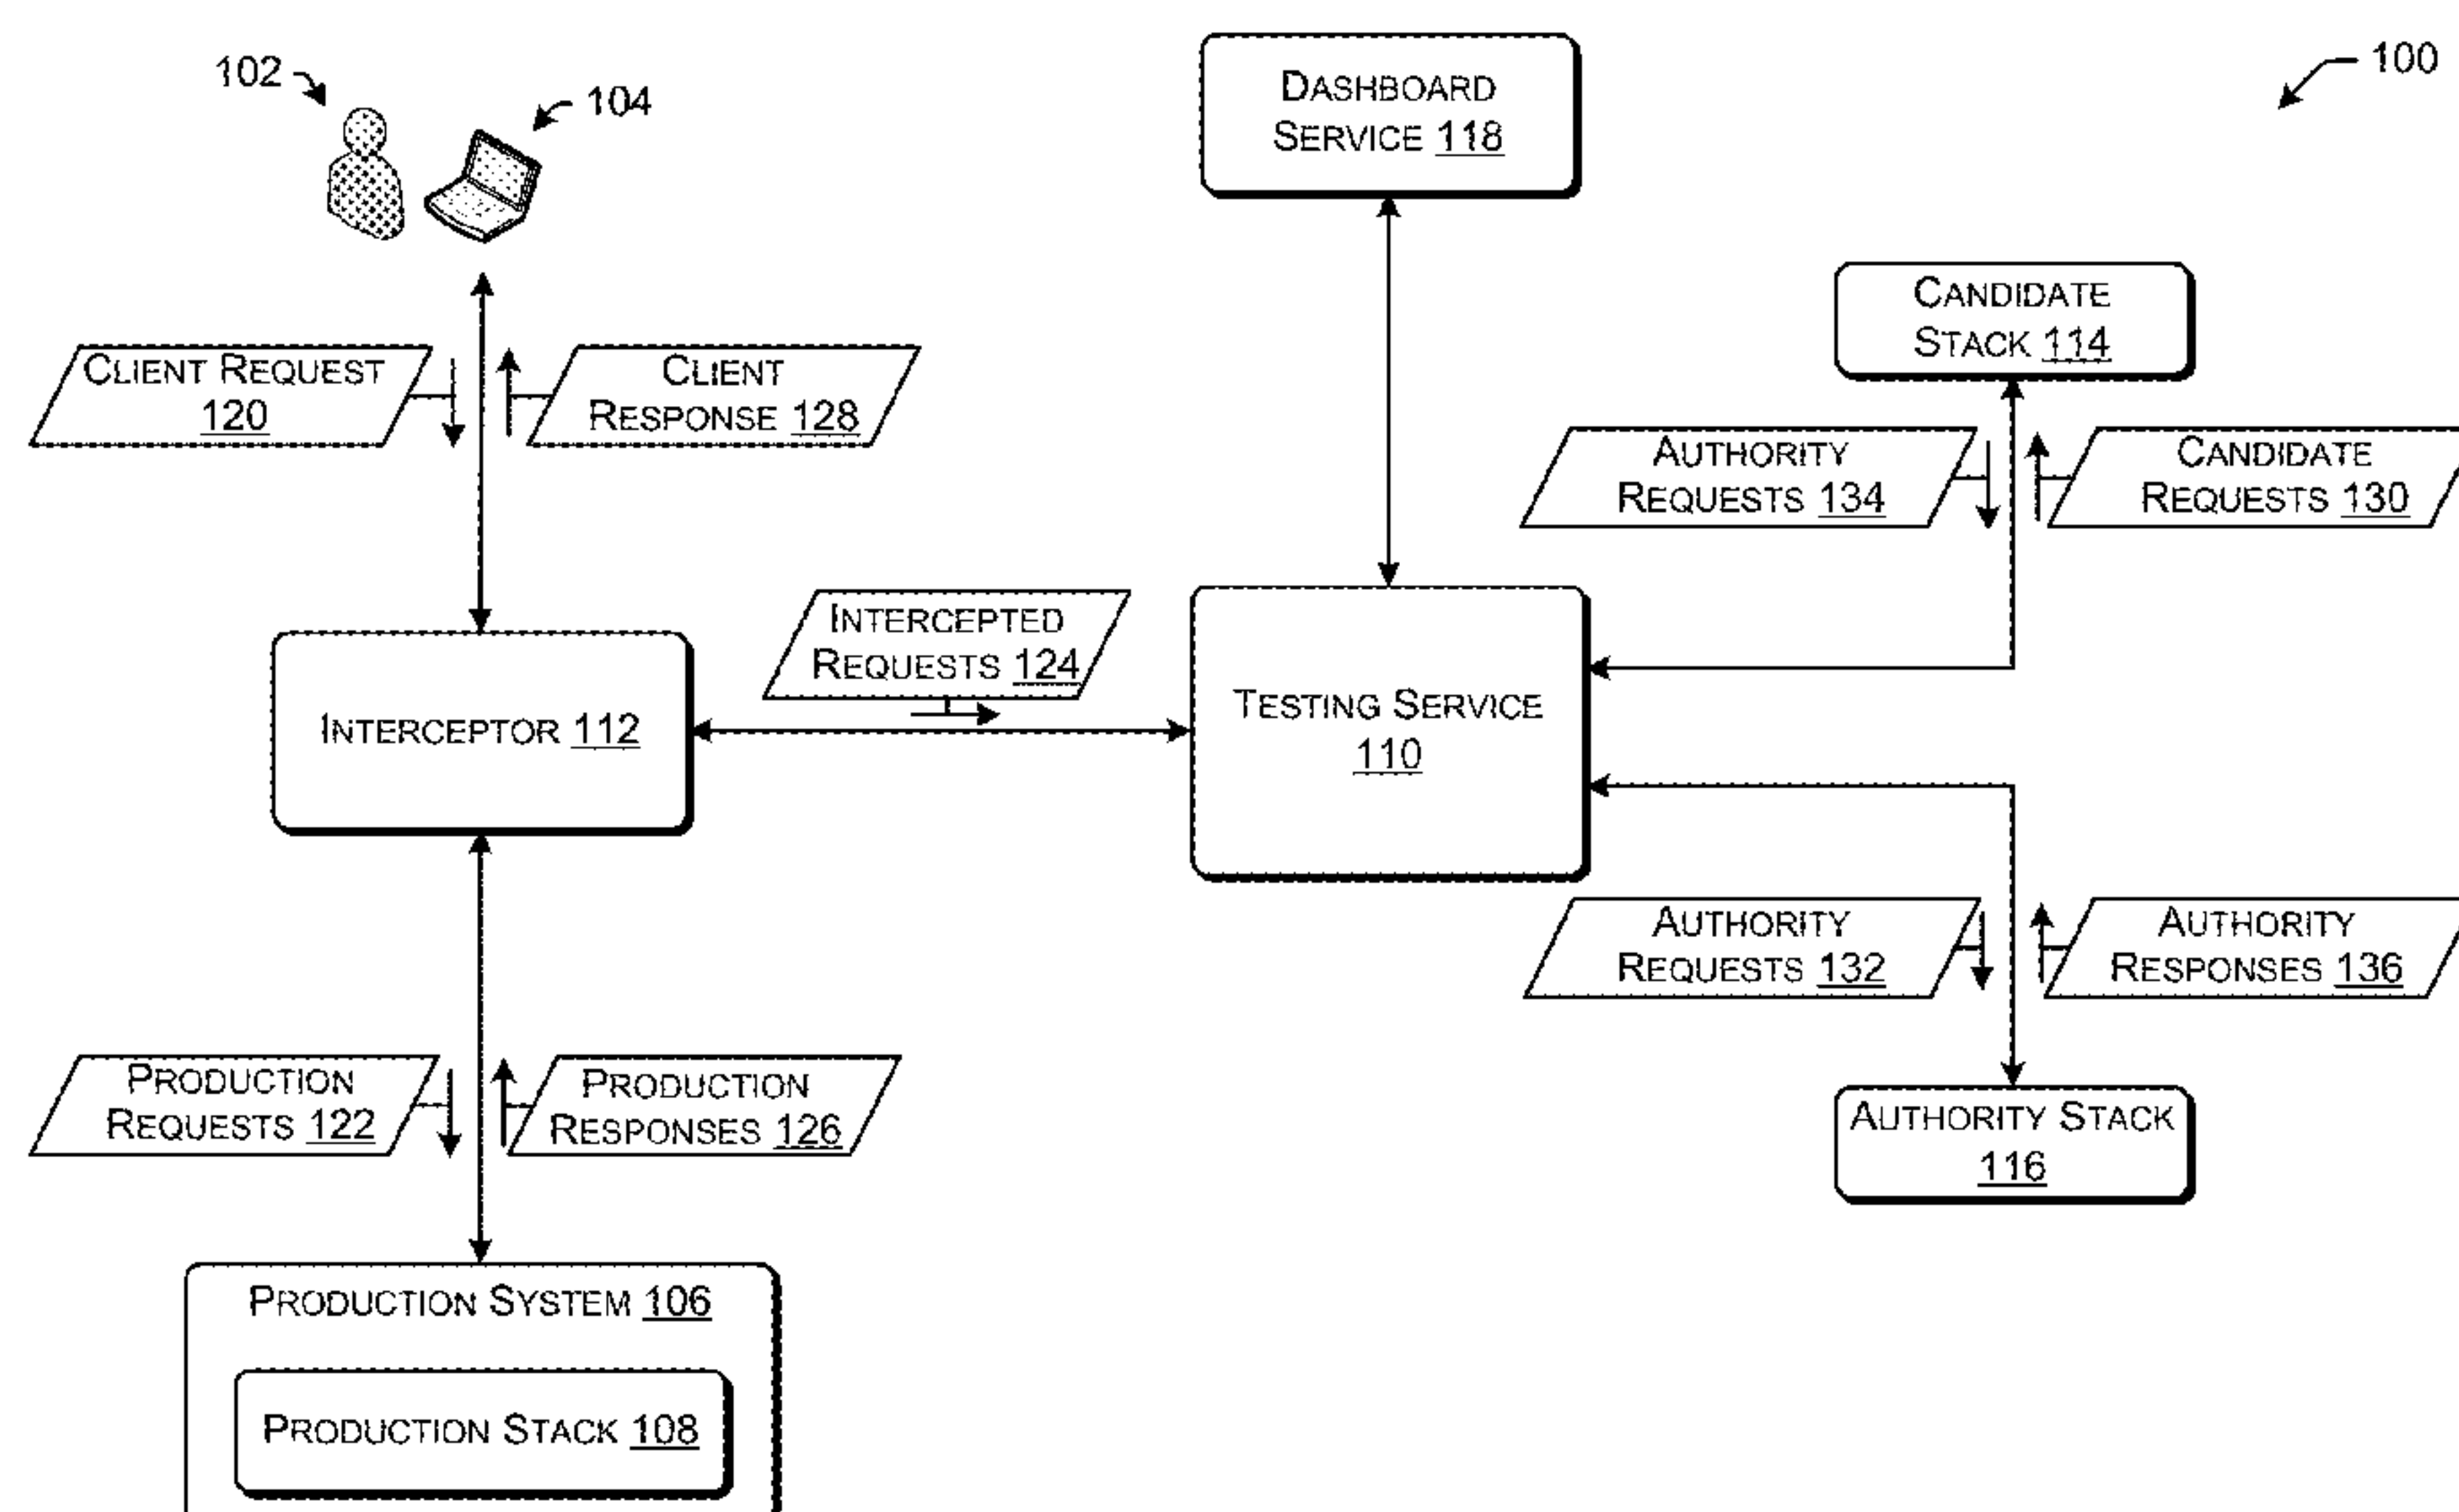 102
104
DASHBOARD
SERVICE 118
100
CANDIDATE
STACK 114
CLIENT REQUEST
120
CLIENT
RESPONSE 128
AUTHORITY
REQUESTS 134
CANDIDATE
REQUESTS 130
INTERCEPTED
REQUESTS 124
INTERCEPTOR 112
TESTING SERVICE
110
AUTHORITY
REQUESTS 132
AUTHORITY
RESPONSES 136
PRODUCTION
REQUESTS 122
PRODUCTION
RESPONSES 126
AUTHORITY STACK
116
PRODUCTION SYSTEM 106
PRODUCTION STACK 108